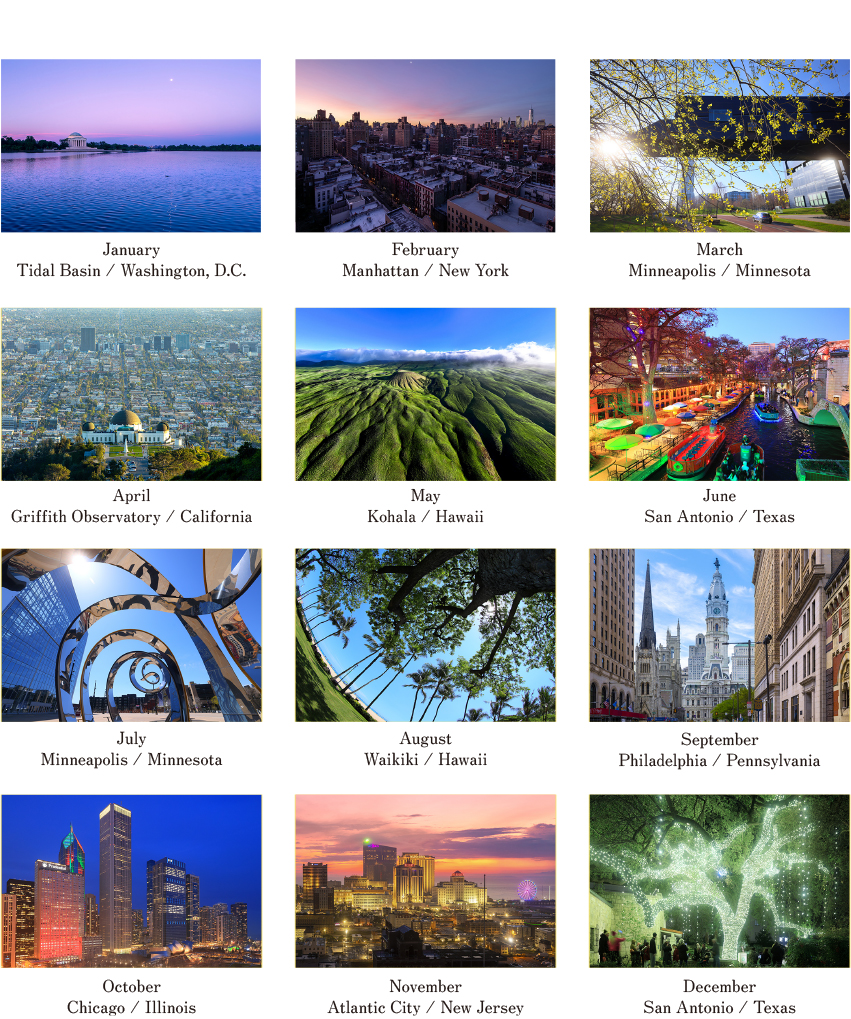 January
Tidal Basin / Washington, D.C.
February
Manhattan / New York
March
Minneapolis / Minnesota
April
Griffith Observatory / California
May
Kohala / Hawaii
June
San Antonio / Texas
July
Minneapolis / Minnesota
August
Waikiki / Hawaii
September
Philadelphia / Pennsylvania
October
Chicago / Illinois
November
Atlantic City / New Jersey
December
San Antonio / Texas